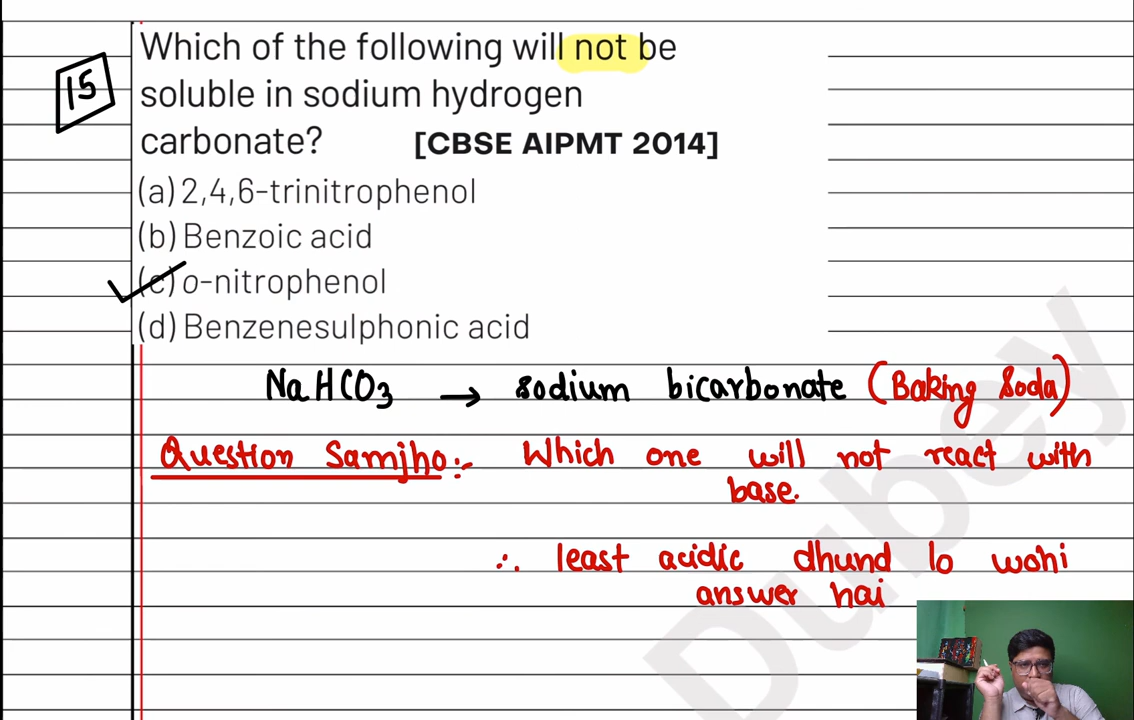 15
Which of the following will not be
soluble in sodium hydrogen
carbonate? [CBSE AIPMT 2014]
(a) 2,4,6-trinitrophenol
(b) Benzoic acid
(c) o-nitrophenol
(d) Benzenesulphonic acid
NaHCO₃ → sodium bicarbonate (Baking Soda)
Question Samjho:- Which one will not react with
base.
∴ least acidic dhund lo wohi
answer hai
Dubey